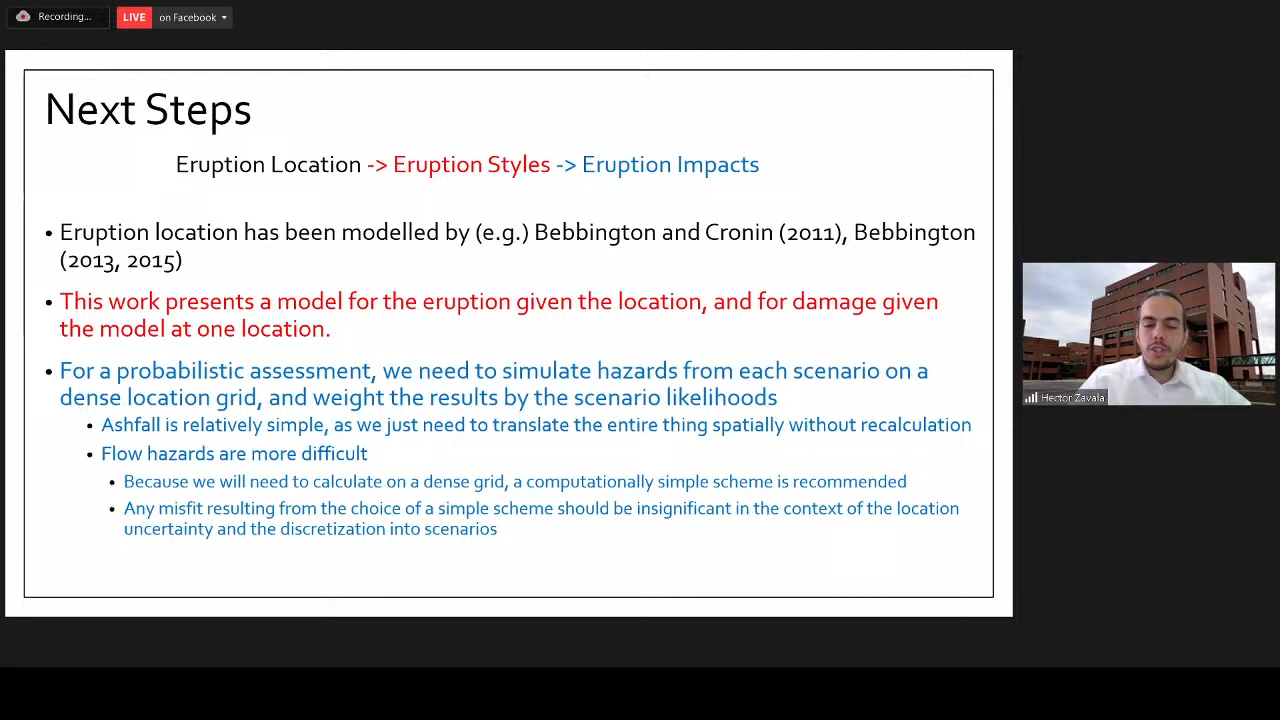 Recording...
LIVE on Facebook
Next Steps
Eruption Location -> Eruption Styles -> Eruption Impacts
• Eruption location has been modelled by (e.g.) Bebbington and Cronin (2011), Bebbington
(2013, 2015)
• This work presents a model for the eruption given the location, and for damage given
the model at one location.
• For a probabilistic assessment, we need to simulate hazards from each scenario on a
dense location grid, and weight the results by the scenario likelihoods
• Ashfall is relatively simple, as we just need to translate the entire thing spatially without recalculation
• Flow hazards are more difficult
• Because we will need to calculate on a dense grid, a computationally simple scheme is recommended
• Any misfit resulting from the choice of a simple scheme should be insignificant in the context of the location
uncertainty and the discretization into scenarios
Hector Zavala